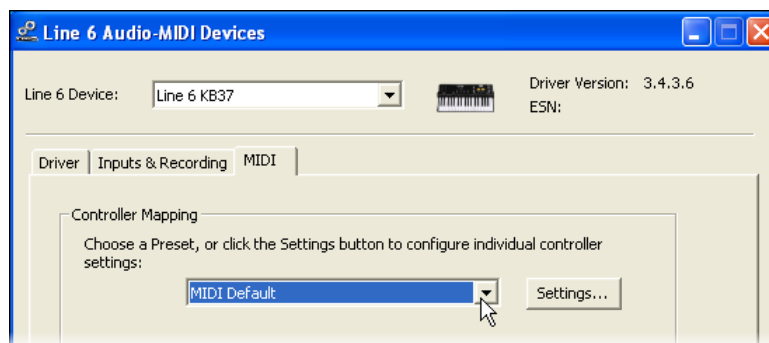 Line 6 Audio-MIDI Devices
Line 6 Device:
Line 6 KB37
Driver Version: 3.4.3.6
ESN:
Driver
Inputs & Recording
MIDI
Controller Mapping
Choose a Preset, or click the Settings button to configure individual controller
settings:
MIDI Default
Settings...